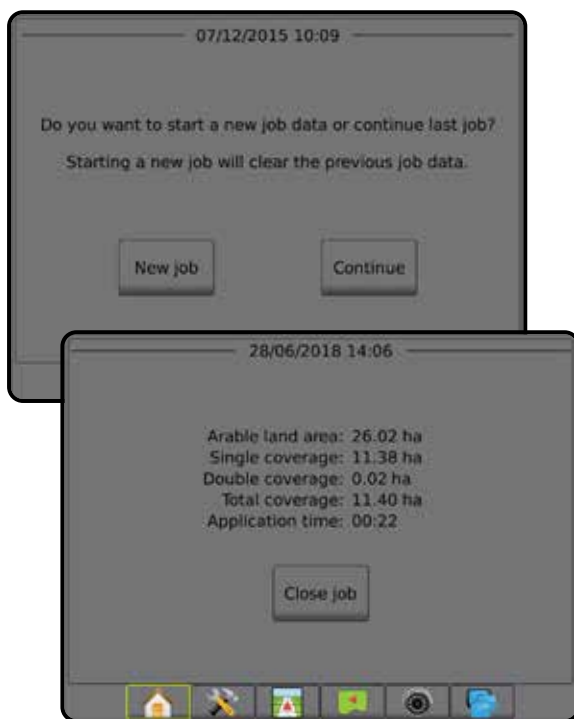 07/12/2015 10:09
Do you want to start a new job data or continue last job?
Starting a new job will clear the previous job data.
New job
Continue
28/06/2018 14:06
Arable land area: 26.02 ha
Single coverage: 11.38 ha
Double coverage: 0.02 ha
Total coverage: 11.40 ha
Application time: 00:22
Close job